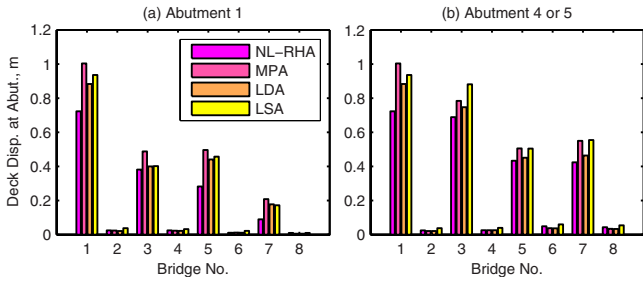 (a) Abutment 1
(b) Abutment 4 or 5
Deck Disp. at Abut., m
1.2
1
0.8
0.6
0.4
0.2
0
NL−RHA
MPA
LDA
LSA
1 2 3 4 5 6 7 8
Bridge No.
1.2
1
0.8
0.6
0.4
0.2
0
1 2 3 4 5 6 7 8
Bridge No.